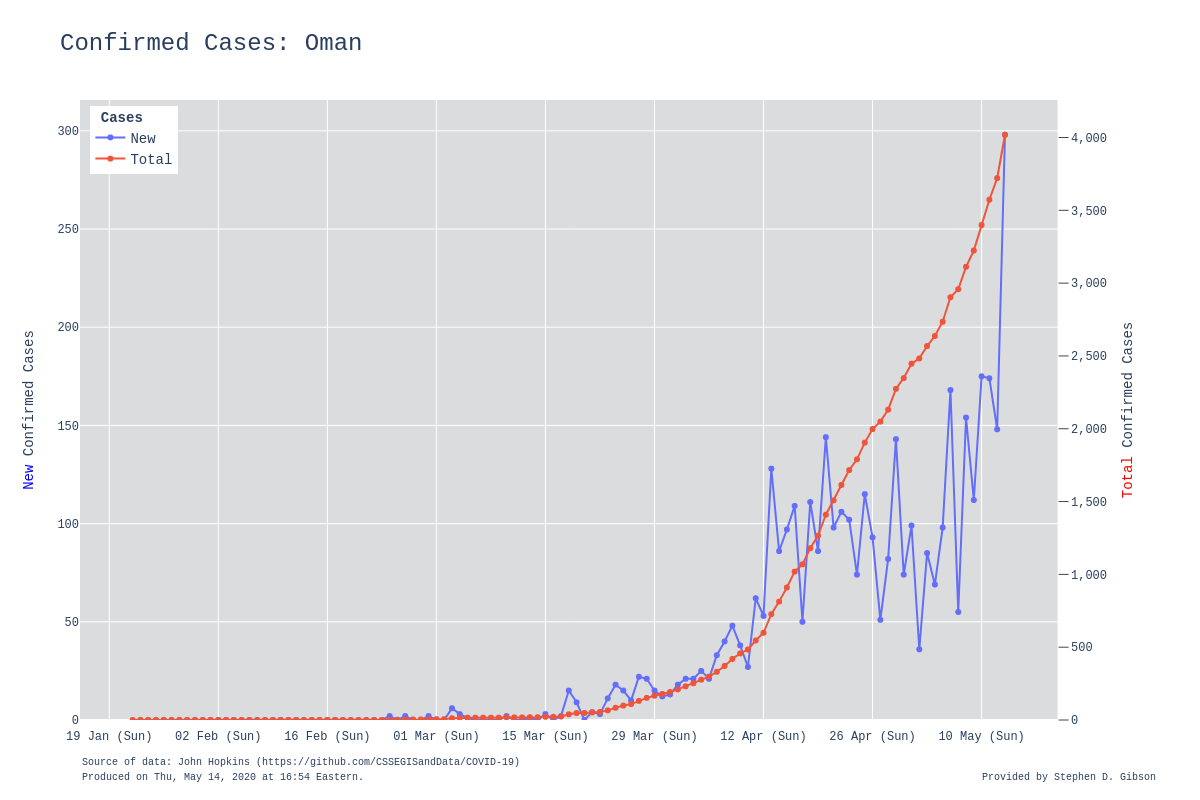 Confirmed Cases: Oman
Cases
New
Total
300
250
200
150
100
50
0
4,000
3,500
3,000
2,500
2,000
1,500
1,000
500
0
New Confirmed Cases
Total Confirmed Cases
19 Jan (Sun) 02 Feb (Sun) 16 Feb (Sun) 01 Mar (Sun) 15 Mar (Sun) 29 Mar (Sun) 12 Apr (Sun) 26 Apr (Sun) 10 May (Sun)
Source of data: John Hopkins (https://github.com/CSSEGISandData/COVID-19)
Produced on Thu, May 14, 2020 at 16:54 Eastern.
Provided by Stephen D. Gibson